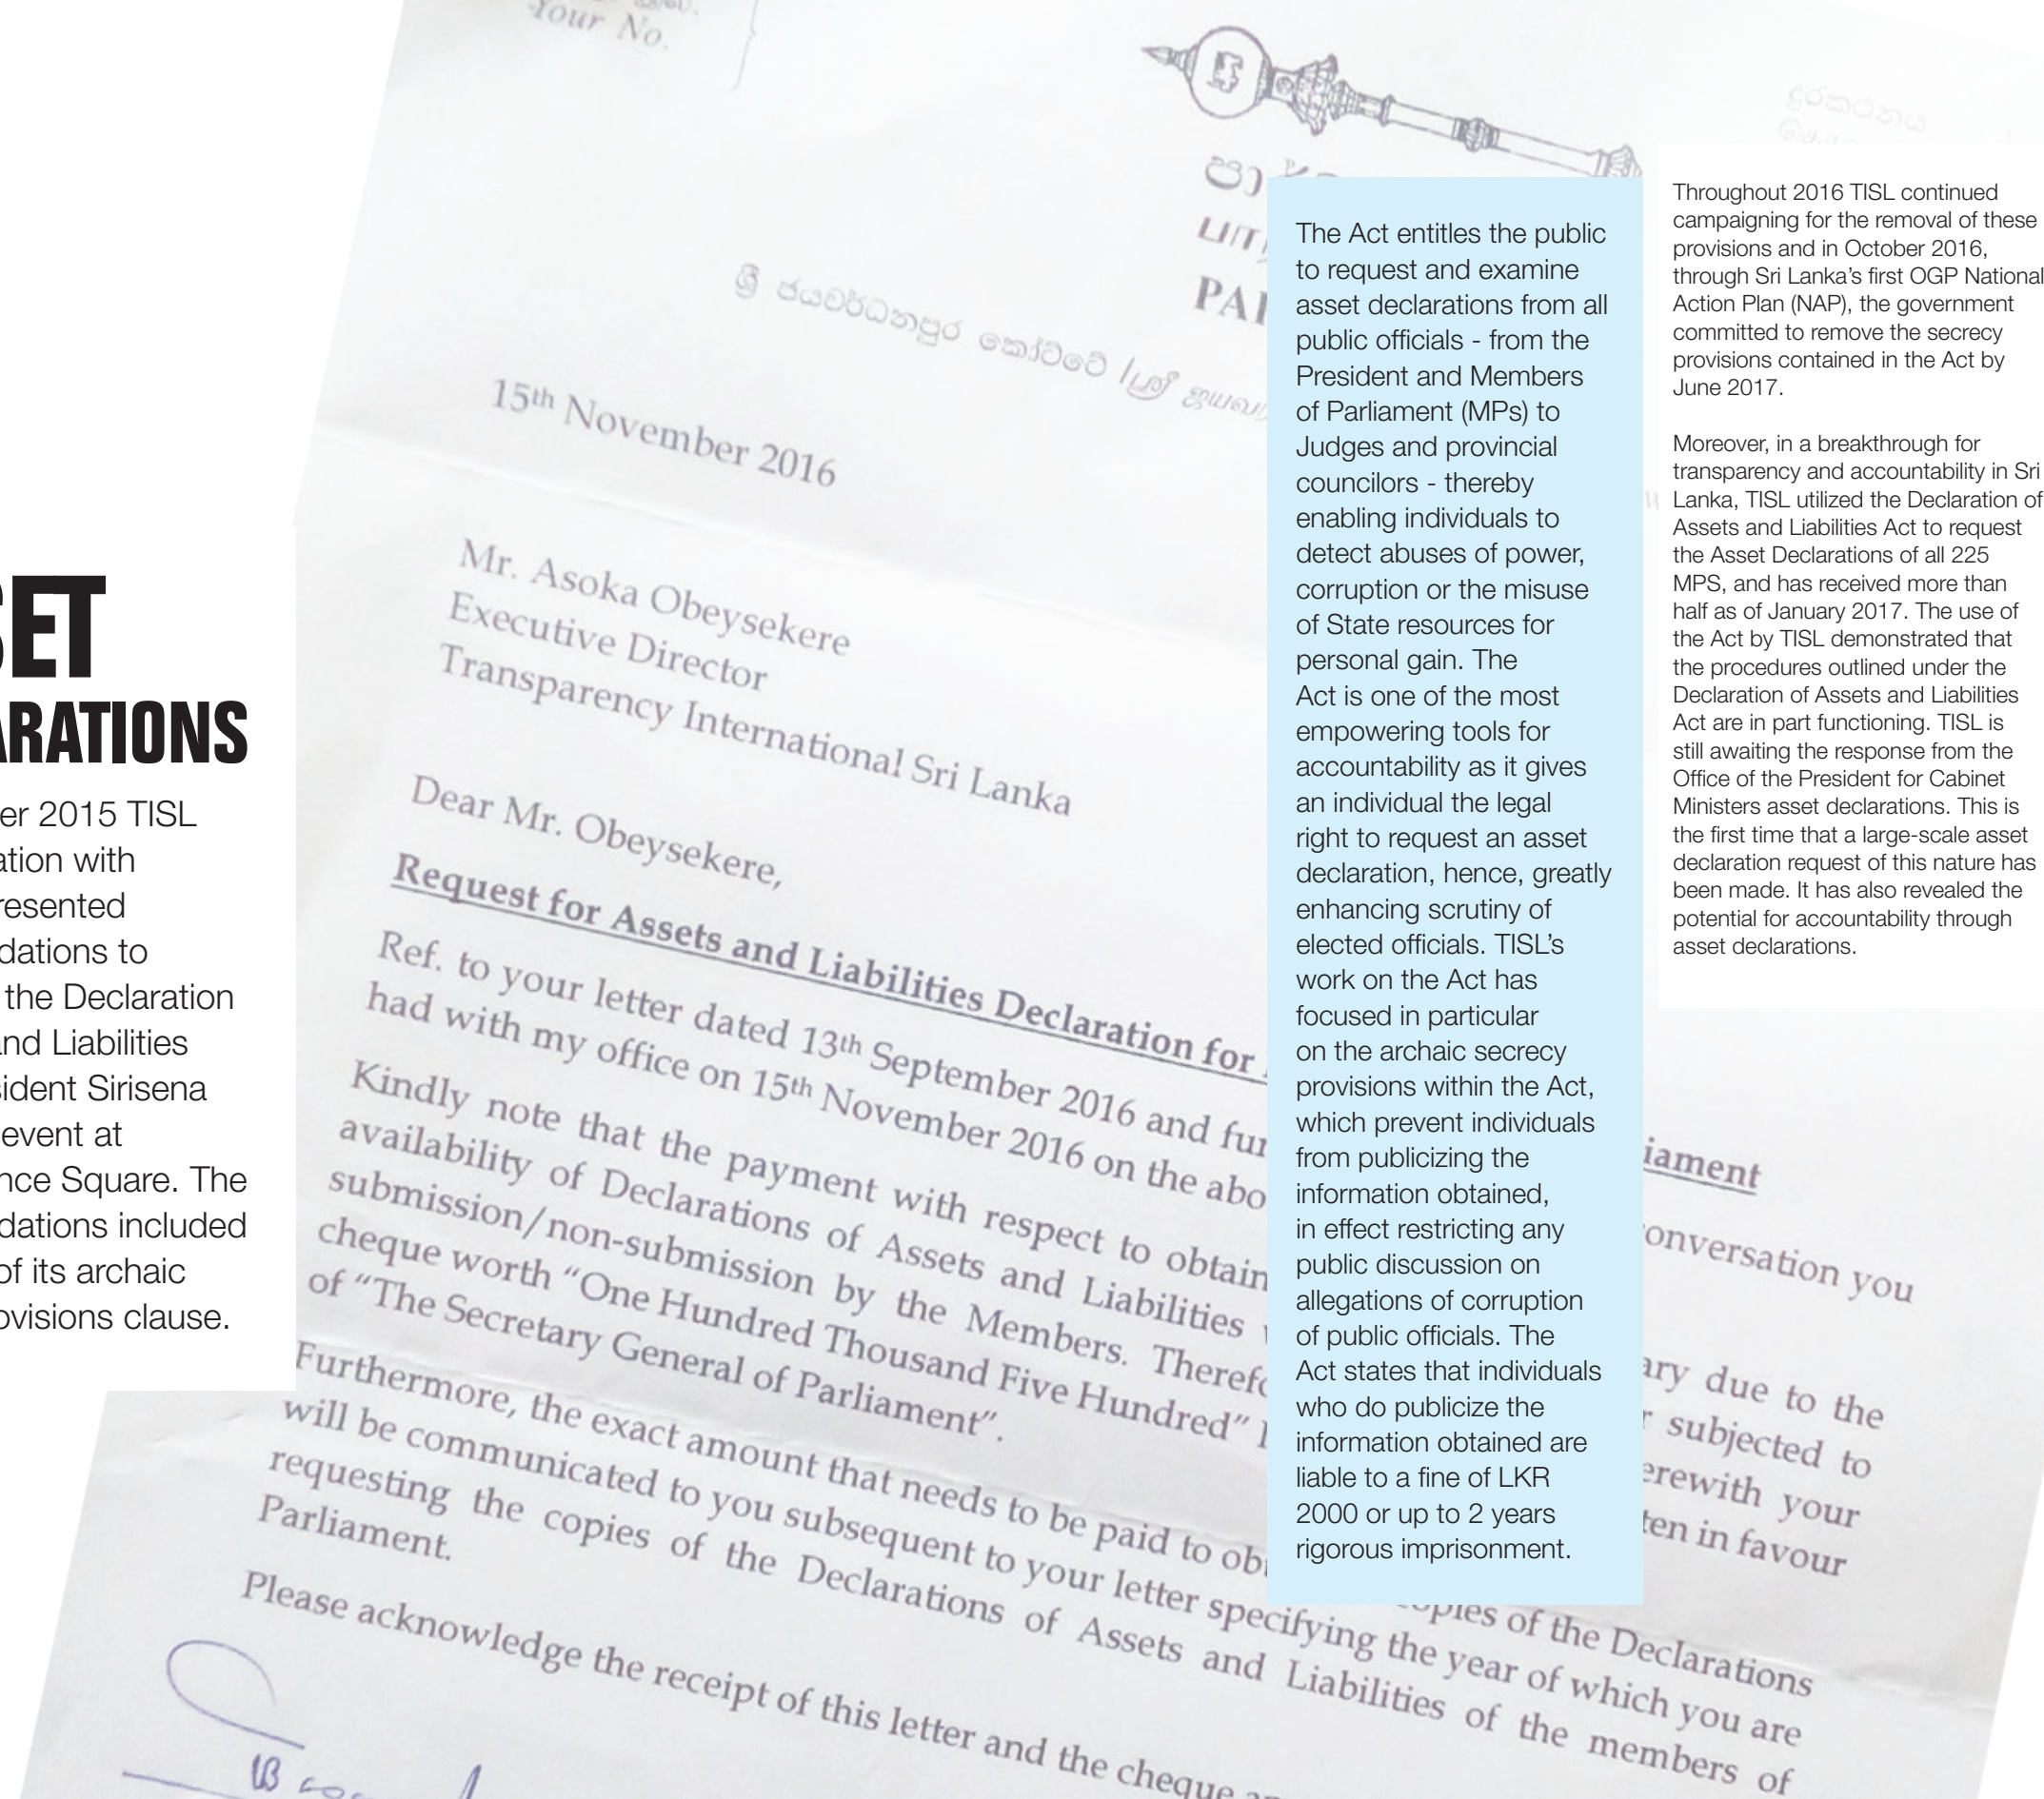 Your No.
15th November 2016
Mr. Asoka Obeysekere
Executive Director
Transparency International Sri Lanka
Dear Mr. Obeysekere,
Request for Assets and Liabilities Declaration for
iament
Ref. to your letter dated 13th September 2016 and fur
onversation you
had with my office on 15th November 2016 on the abo
Kindly note that the payment with respect to obtain
ary due to the
availability of Declarations of Assets and Liabilities
subjected to
submission/non-submission by the Members. Therefo
erewith your
cheque worth “One Hundred Thousand Five Hundred”
ten in favour
of “The Secretary General of Parliament”.
Furthermore, the exact amount that needs to be paid to ob
opies of the Declarations
will be communicated to you subsequent to your letter specifying the year of which you are
requesting the copies of the Declarations of Assets and Liabilities of the members of
Parliament.
Please acknowledge the receipt of this letter and the cheque
ශ්‍රී ජයවර්ධනපුර කෝට්ටේ /
දුරකථනය
PA
SET
ARATIONS
er 2015 TISL
ation with
resented
dations to
the Declaration
nd Liabilities
ident Sirisena
event at
nce Square. The
dations included
of its archaic
ovisions clause.
The Act entitles the public
to request and examine
asset declarations from all
public officials - from the
President and Members
of Parliament (MPs) to
Judges and provincial
councilors - thereby
enabling individuals to
detect abuses of power,
corruption or the misuse
of State resources for
personal gain. The
Act is one of the most
empowering tools for
accountability as it gives
an individual the legal
right to request an asset
declaration, hence, greatly
enhancing scrutiny of
elected officials. TISL’s
work on the Act has
focused in particular
on the archaic secrecy
provisions within the Act,
which prevent individuals
from publicizing the
information obtained,
in effect restricting any
public discussion on
allegations of corruption
of public officials. The
Act states that individuals
who do publicize the
information obtained are
liable to a fine of LKR
2000 or up to 2 years
rigorous imprisonment.
Throughout 2016 TISL continued
campaigning for the removal of these
provisions and in October 2016,
through Sri Lanka’s first OGP National
Action Plan (NAP), the government
committed to remove the secrecy
provisions contained in the Act by
June 2017.
Moreover, in a breakthrough for
transparency and accountability in Sri
Lanka, TISL utilized the Declaration of
Assets and Liabilities Act to request
the Asset Declarations of all 225
MPS, and has received more than
half as of January 2017. The use of
the Act by TISL demonstrated that
the procedures outlined under the
Declaration of Assets and Liabilities
Act are in part functioning. TISL is
still awaiting the response from the
Office of the President for Cabinet
Ministers asset declarations. This is
the first time that a large-scale asset
declaration request of this nature has
been made. It has also revealed the
potential for accountability through
asset declarations.